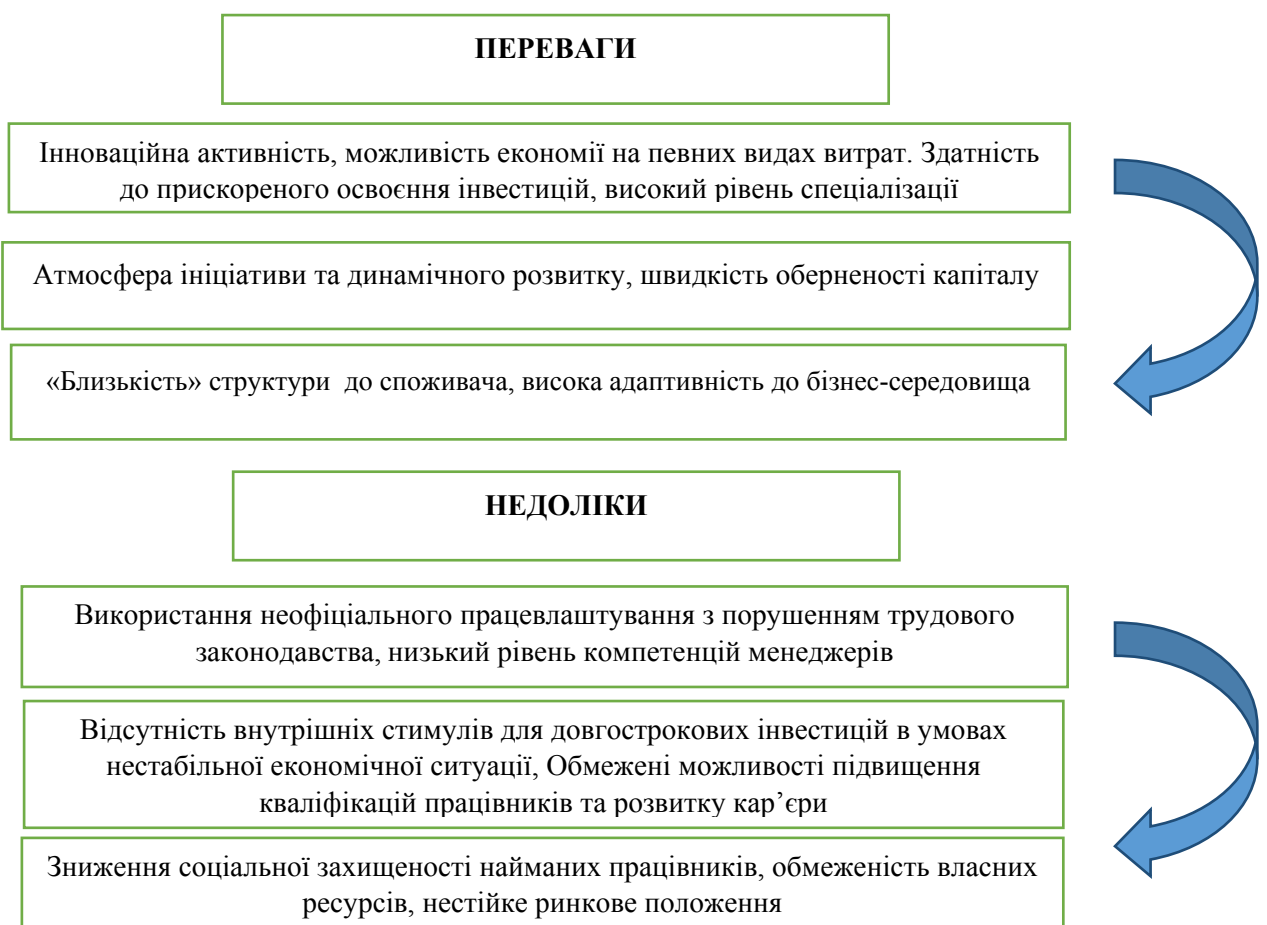 ПЕРЕВАГИ
Інноваційна активність, можливість економії на певних видах витрат. Здатність
до прискореного освоєння інвестицій, високий рівень спеціалізації
Атмосфера ініціативи та динамічного розвитку, швидкість оберненості капіталу
«Близькість» структури до споживача, висока адаптивність до бізнес-середовища
НЕДОЛІКИ
Використання неофіціального працевлаштування з порушенням трудового
законодавства, низький рівень компетенцій менеджерів
Відсутність внутрішніх стимулів для довгострокових інвестицій в умовах
нестабільної економічної ситуації, Обмежені можливості підвищення
кваліфікацій працівників та розвитку кар’єри
Зниження соціальної захищеності найманих працівників, обмеженість власних
ресурсів, нестійке ринкове положення